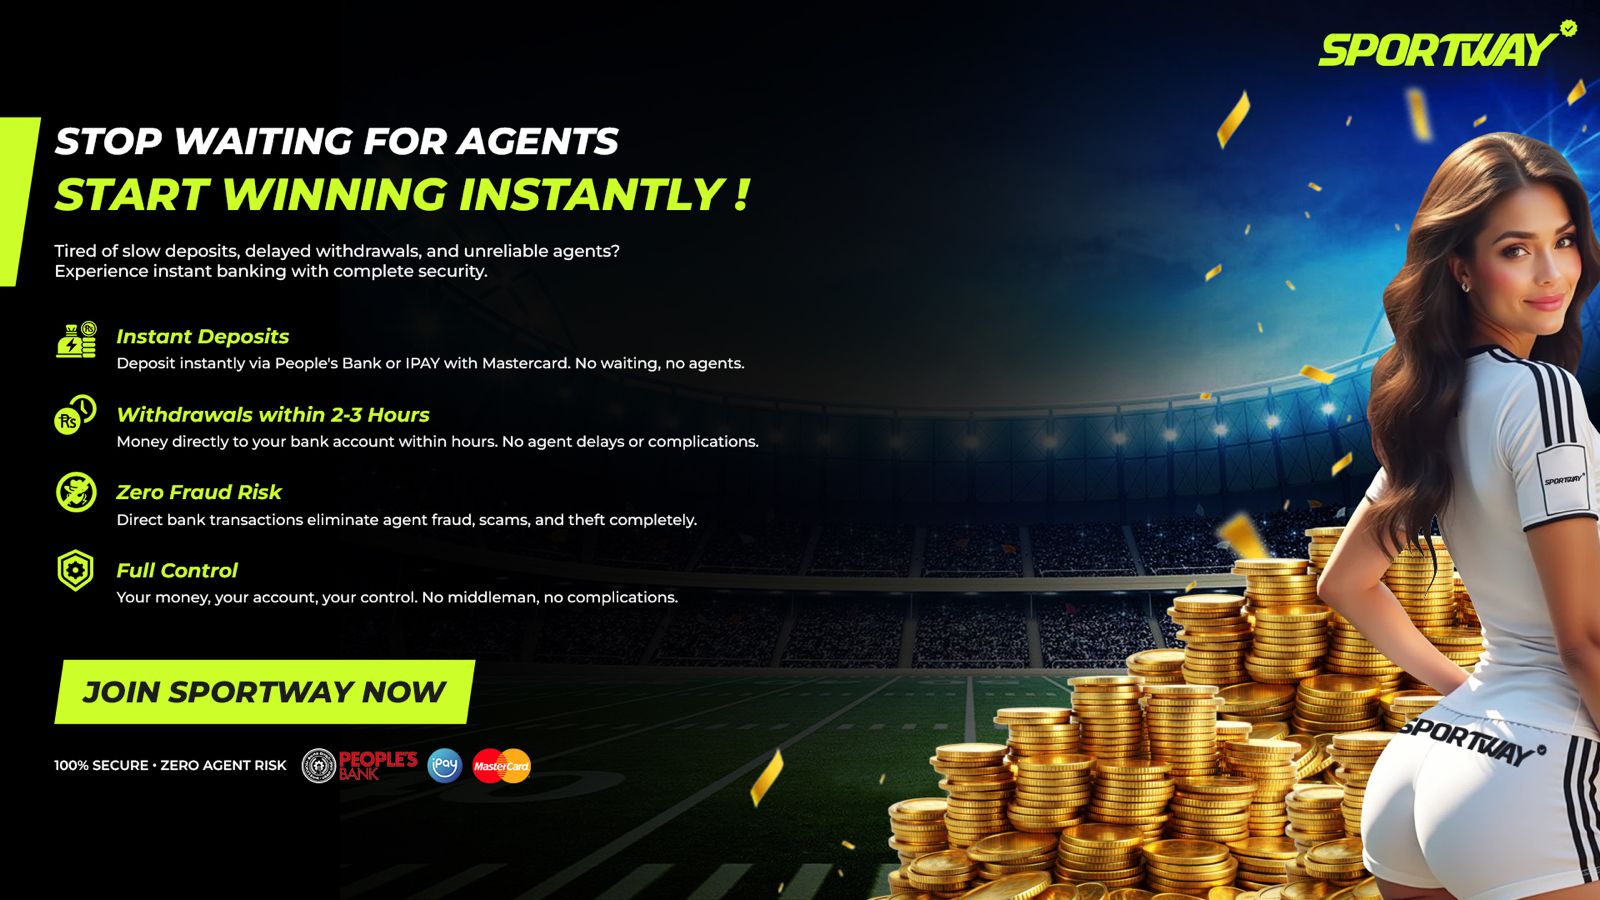 SPORTWAY
STOP WAITING FOR AGENTS
START WINNING INSTANTLY !
Tired of slow deposits, delayed withdrawals, and unreliable agents?
Experience instant banking with complete security.
Rs
Instant Deposits
Deposit instantly via People's Bank or IPAY with Mastercard. No waiting, no agents.
Rs
Withdrawals within 2-3 Hours
Money directly to your bank account within hours. No agent delays or complications.
Zero Fraud Risk
Direct bank transactions eliminate agent fraud, scams, and theft completely.
Full Control
Your money, your account, your control. No middleman, no complications.
JOIN SPORTWAY NOW
100% SECURE • ZERO AGENT RISK
PEOPLE'S
BANK
iPay
MasterCard
SPORTWAY
SPORTWAY